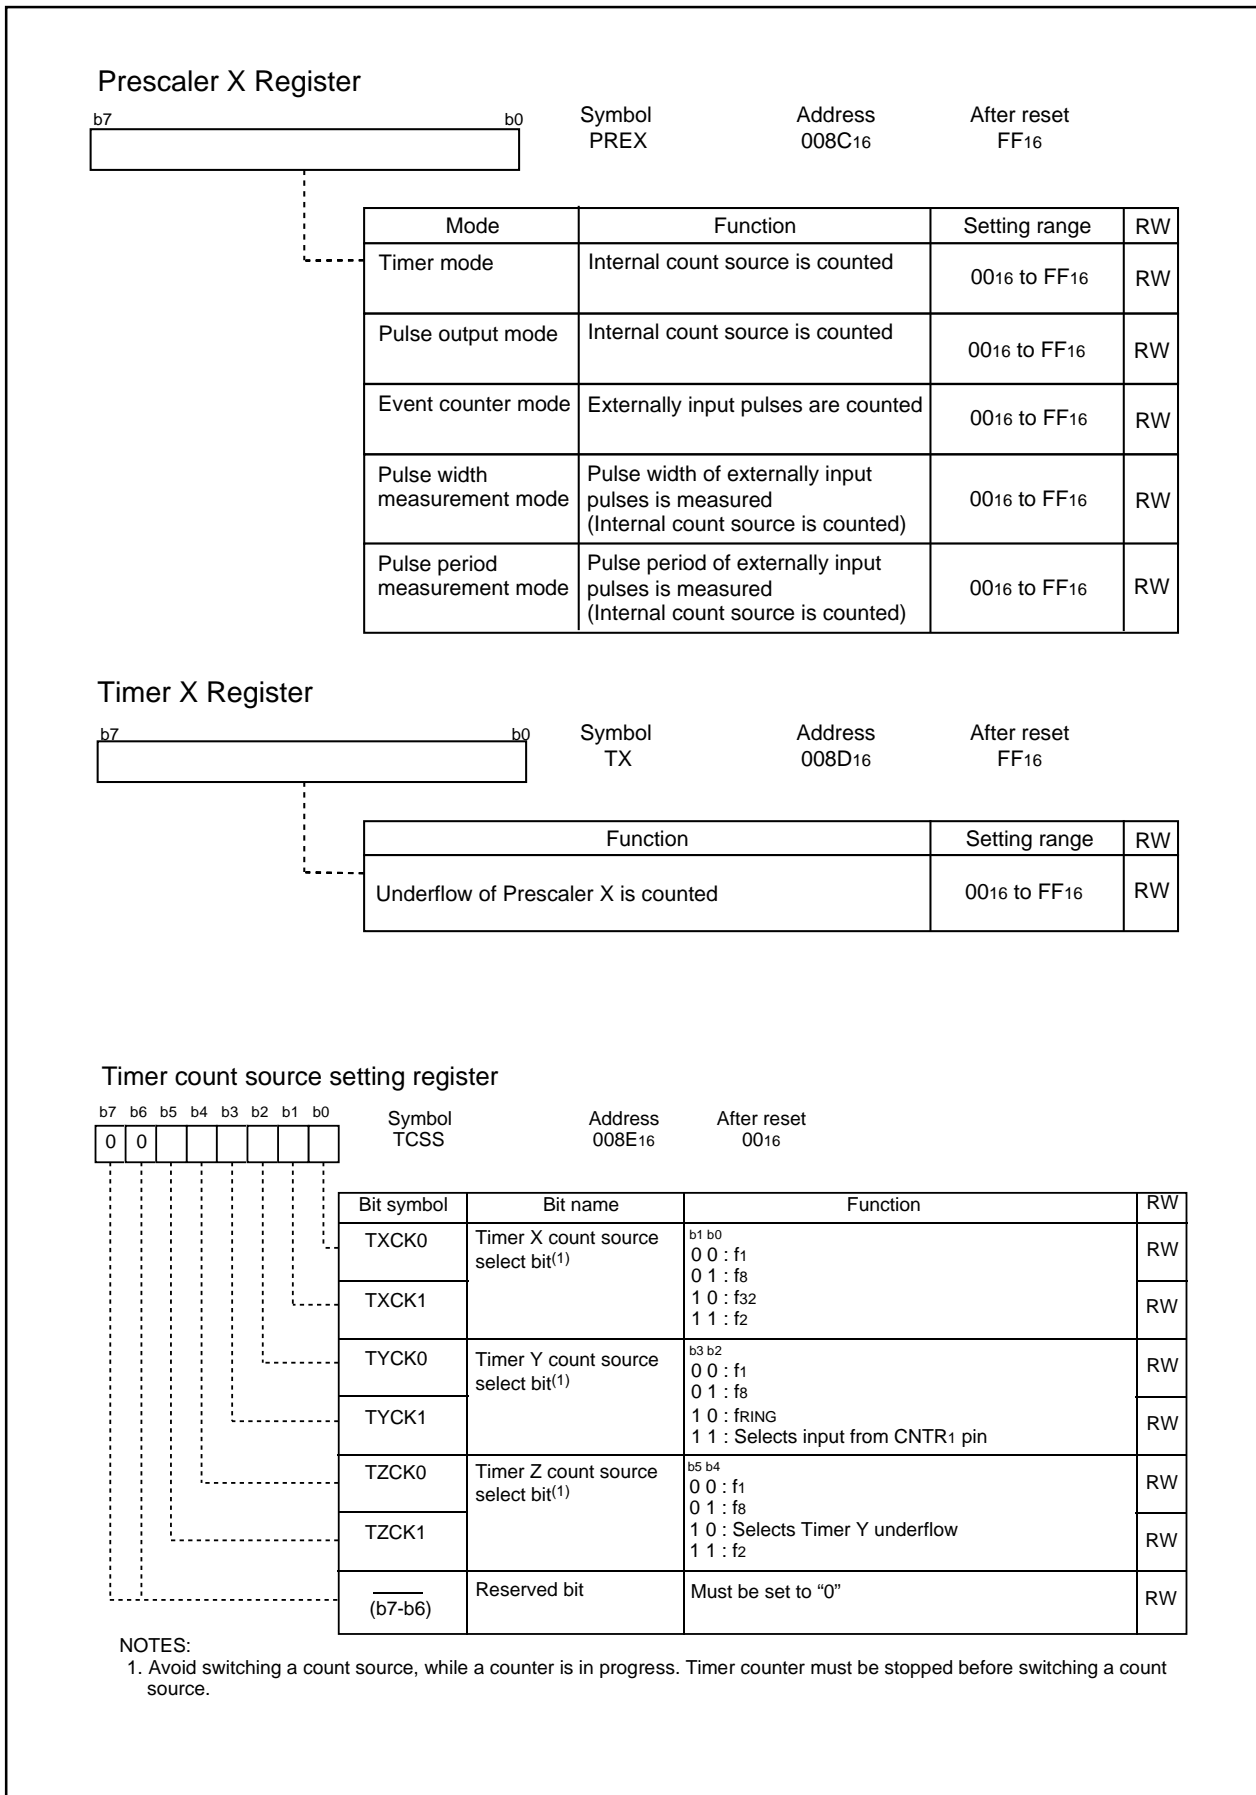 Prescaler X Register
b7 b0 Symbol Address After reset
PREX 008C16 FF16
Mode Function Setting range RW
Timer mode Internal count source is counted 0016 to FF16 RW
Pulse output mode Internal count source is counted 0016 to FF16 RW
Event counter mode Externally input pulses are counted 0016 to FF16 RW
Pulse width Pulse width of externally input
measurement mode pulses is measured 0016 to FF16 RW
(Internal count source is counted)
Pulse period Pulse period of externally input
measurement mode pulses is measured 0016 to FF16 RW
(Internal count source is counted)
Timer X Register
b7 b0 Symbol Address After reset
TX 008D16 FF16
Function Setting range RW
Underflow of Prescaler X is counted 0016 to FF16 RW
Timer count source setting register
b7 b6 b5 b4 b3 b2 b1 b0 Symbol Address After reset
0 0 TCSS 008E16 0016
Bit symbol Bit name Function RW
TXCK0 Timer X count source b1 b0 RW
select bit(1) 0 0 : f1
0 1 : f8
TXCK1 1 0 : f32 RW
1 1 : f2
TYCK0 Timer Y count source b3 b2 RW
select bit(1) 0 0 : f1
0 1 : f8
TYCK1 1 0 : fRING RW
1 1 : Selects input from CNTR1 pin
TZCK0 Timer Z count source b5 b4 RW
select bit(1) 0 0 : f1
0 1 : f8
TZCK1 1 0 : Selects Timer Y underflow RW
1 1 : f2
Reserved bit Must be set to “0” RW
(b7-b6)
NOTES:
1. Avoid switching a count source, while a counter is in progress. Timer counter must be stopped before switching a count
source.